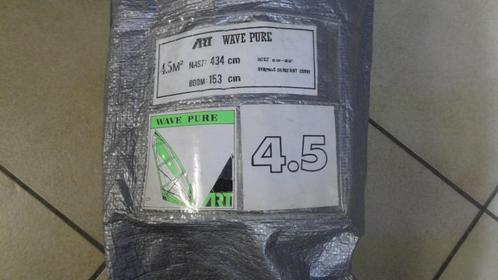 ART WAVE PURE
4.5M² MAST: 434 cm
BOOM: 153 cm
WAVE PURE
ART
4.5